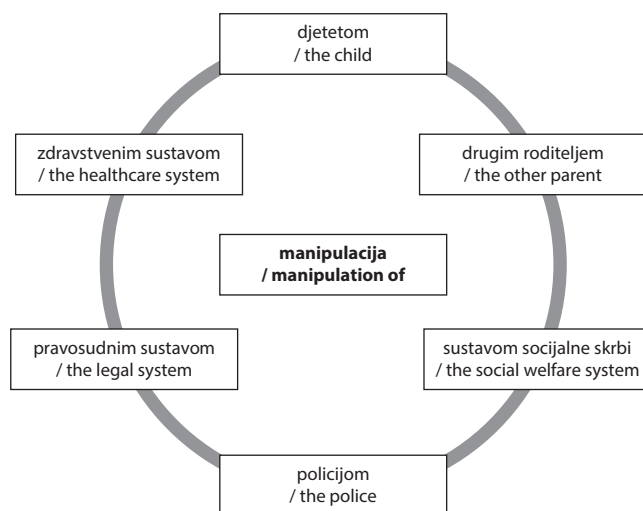 djetetom
/ the child
zdravstvenim sustavom
/ the healthcare system
drugim roditeljem
/ the other parent
manipulacija
/ manipulation of
pravosudnim sustavom
/ the legal system
sustavom socijalne skrbi
/ the social welfare system
policijom
/ the police